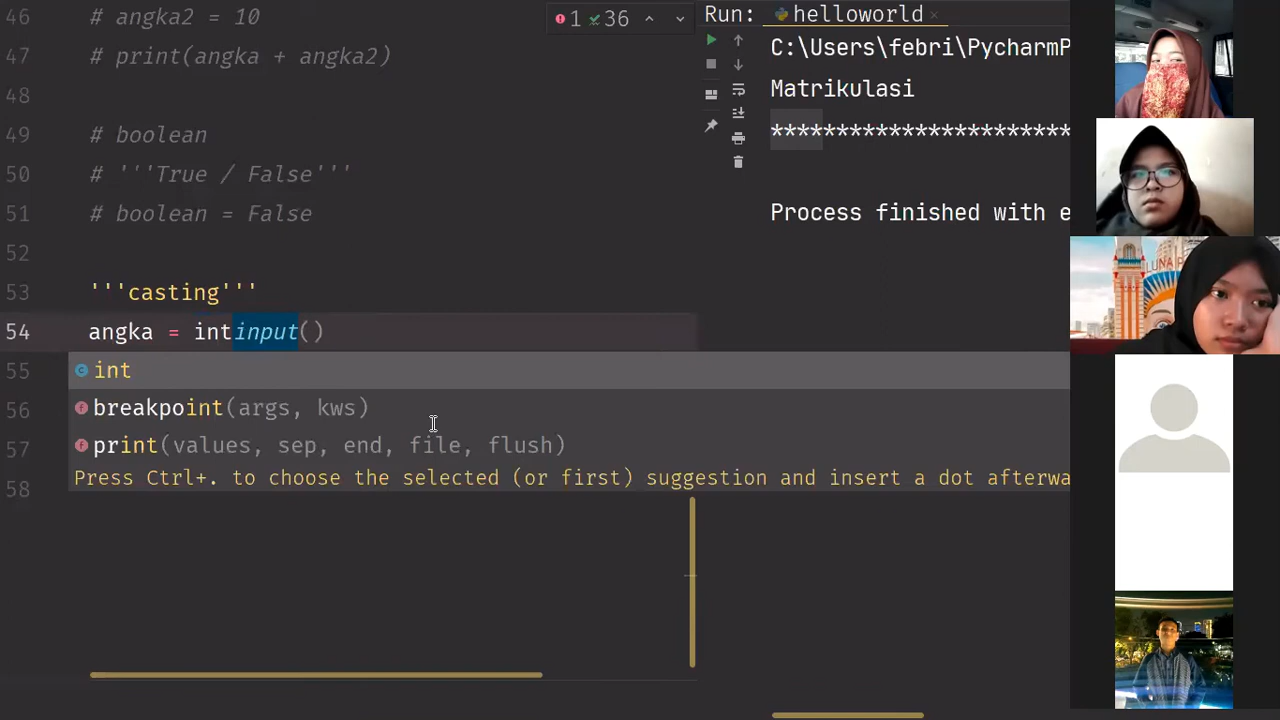 46 # angka2 = 10
47 # print(angka + angka2)
48
49 # boolean
50 # '''True / False'''
51 # boolean = False
52
53 '''casting'''
54 angka = intinput()
55 int
56 breakpoint(args, kws)
57 print(values, sep, end, file, flush)
Press Ctrl+. to choose the selected (or first) suggestion and insert a dot afterwa
58
1 36
Run: helloworld
C:\Users\febri\PycharmP
Matrikulasi
*************************
Process finished with e
LUNA P